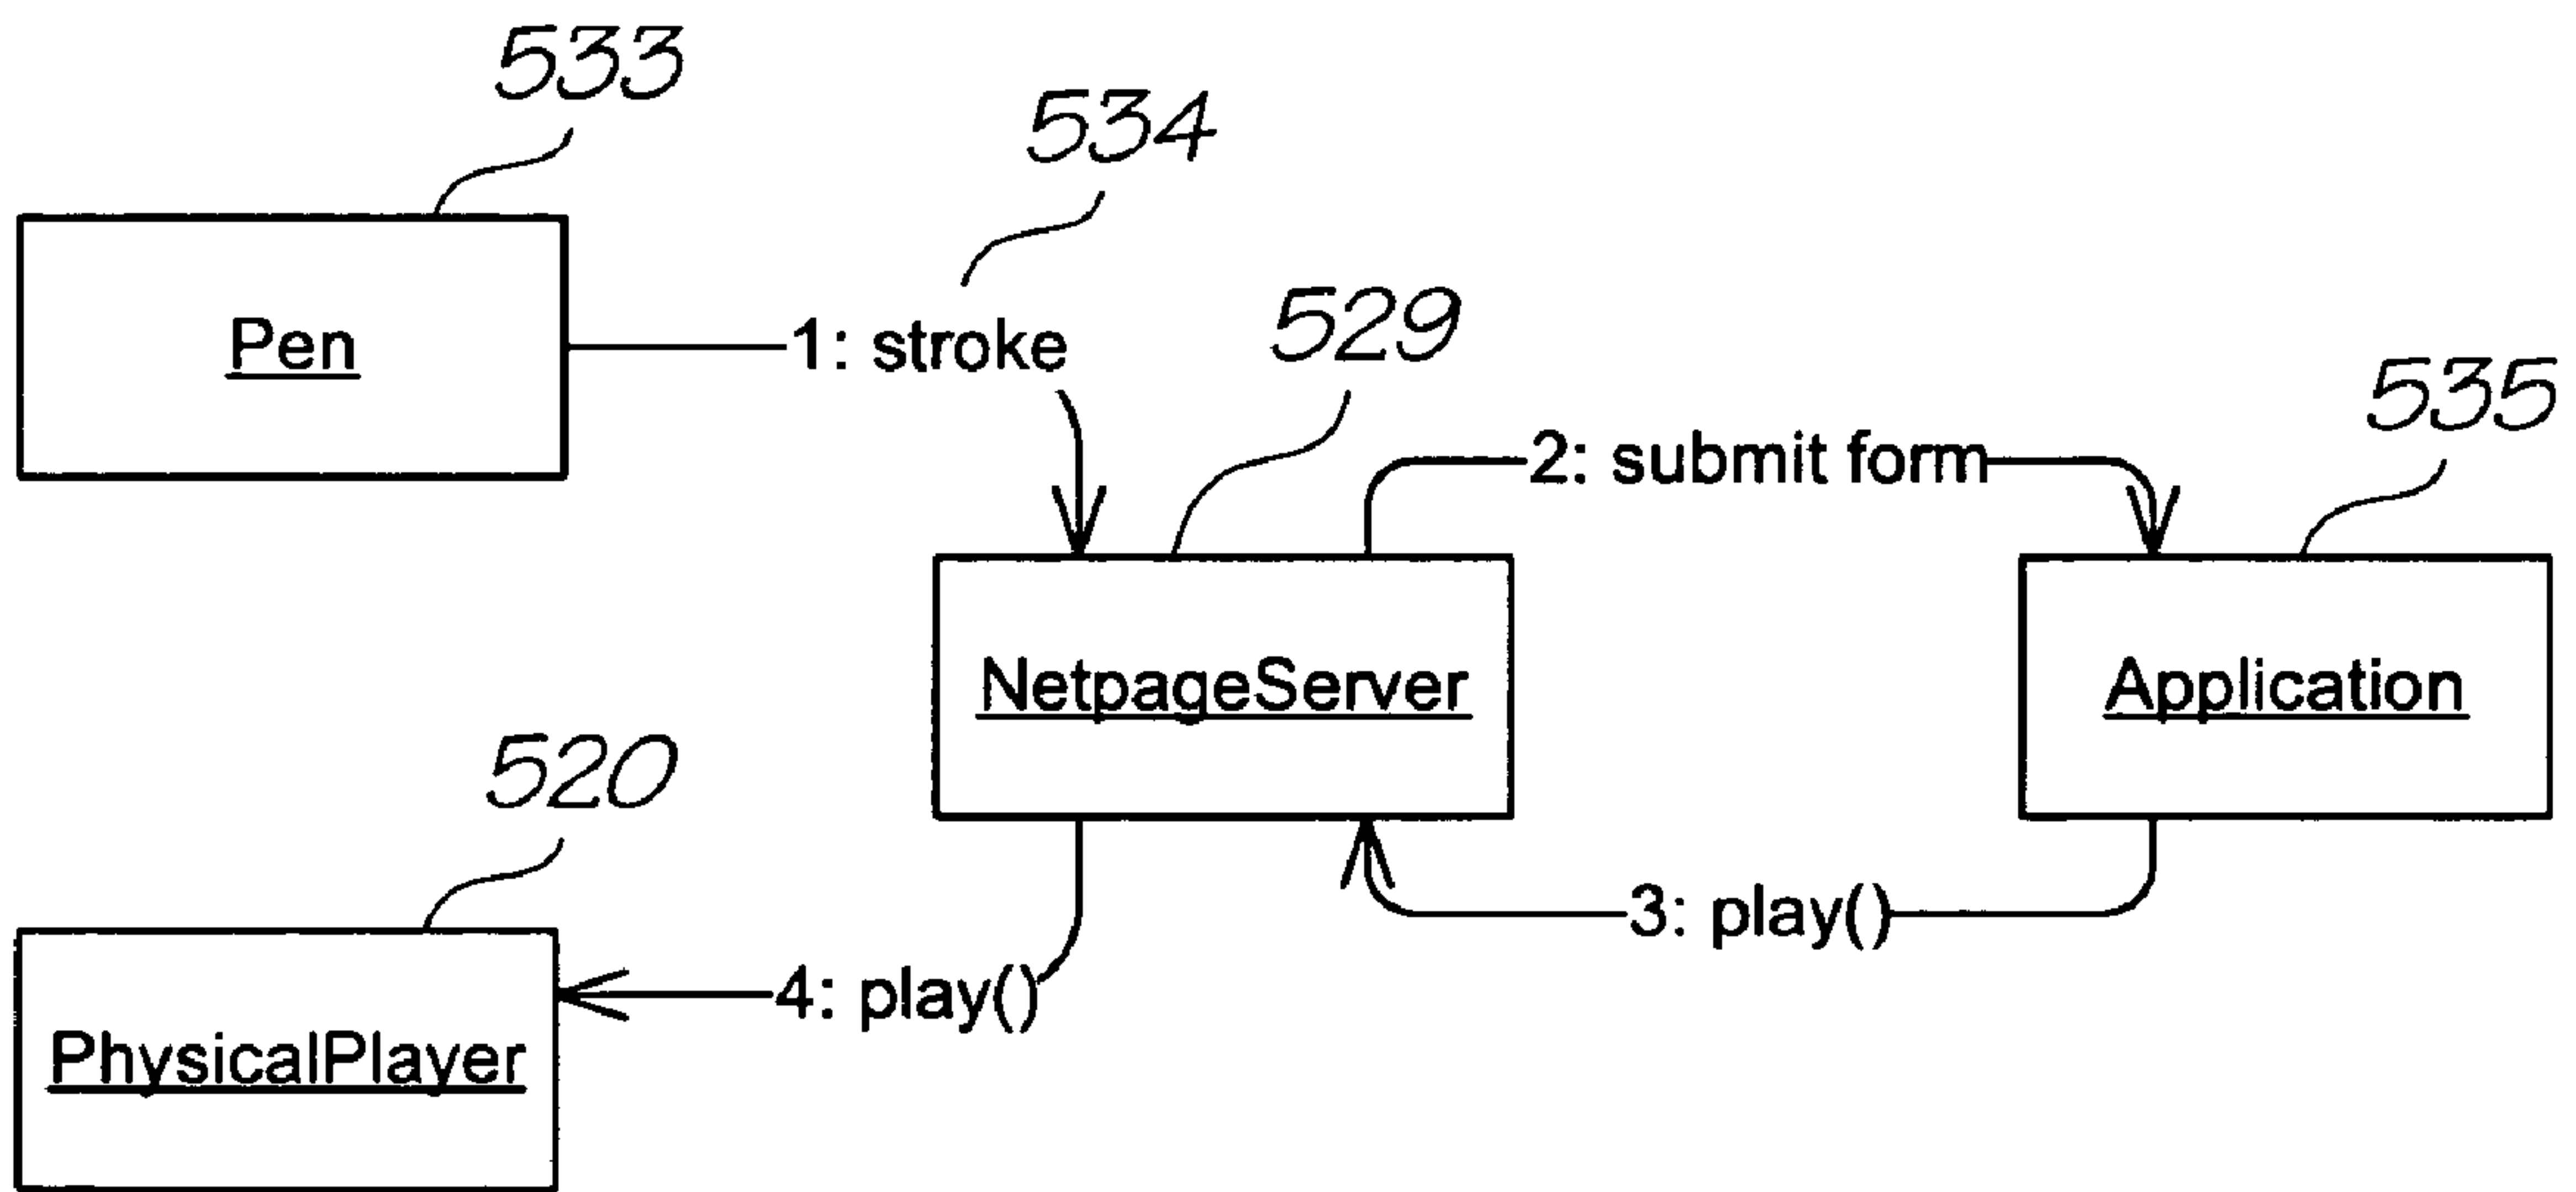 533
534
Pen
1: stroke
529
535
2: submit form
NetpageServer
Application
520
3: play()
4: play()
PhysicalPlayer